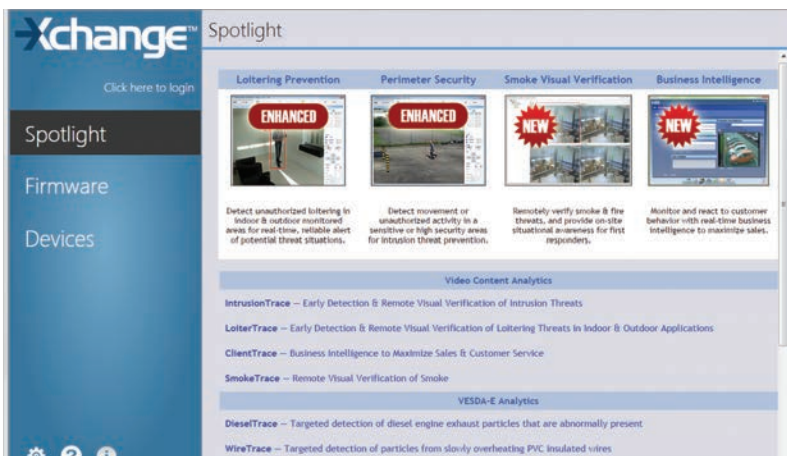 Xchange™
Spotlight
Click here to login
Spotlight
Firmware
Devices
Loitering Prevention
Perimeter Security
Smoke Visual Verification
Business Intelligence
ENHANCED
ENHANCED
NEW
NEW
Detect unauthorized loitering in
indoor & outdoor monitored
areas for real-time, reliable alert
of potential threat situations.
Detect movement or
unauthorized activity in a
sensitive or high security areas
for intrusion threat prevention.
Remotely verify smoke & fire
threats, and provide on-site
situational awareness for first
responders.
Monitor and react to customer
behavior with real-time business
intelligence to maximize sales.
Video Content Analytics
IntrusionTrace — Early Detection & Remote Visual Verification of Intrusion Threats
LoiterTrace — Early Detection & Remote Visual Verification of Loitering Threats in Indoor & Outdoor Applications
ClientTrace — Business Intelligence to Maximize Sales & Customer Service
SmokeTrace — Remote Visual Verification of Smoke
VESDA-E Analytics
DieselTrace — Targeted detection of diesel engine exhaust particles that are abnormally present
WireTrace — Targeted detection of particles from slowly overheating PVC insulated wires